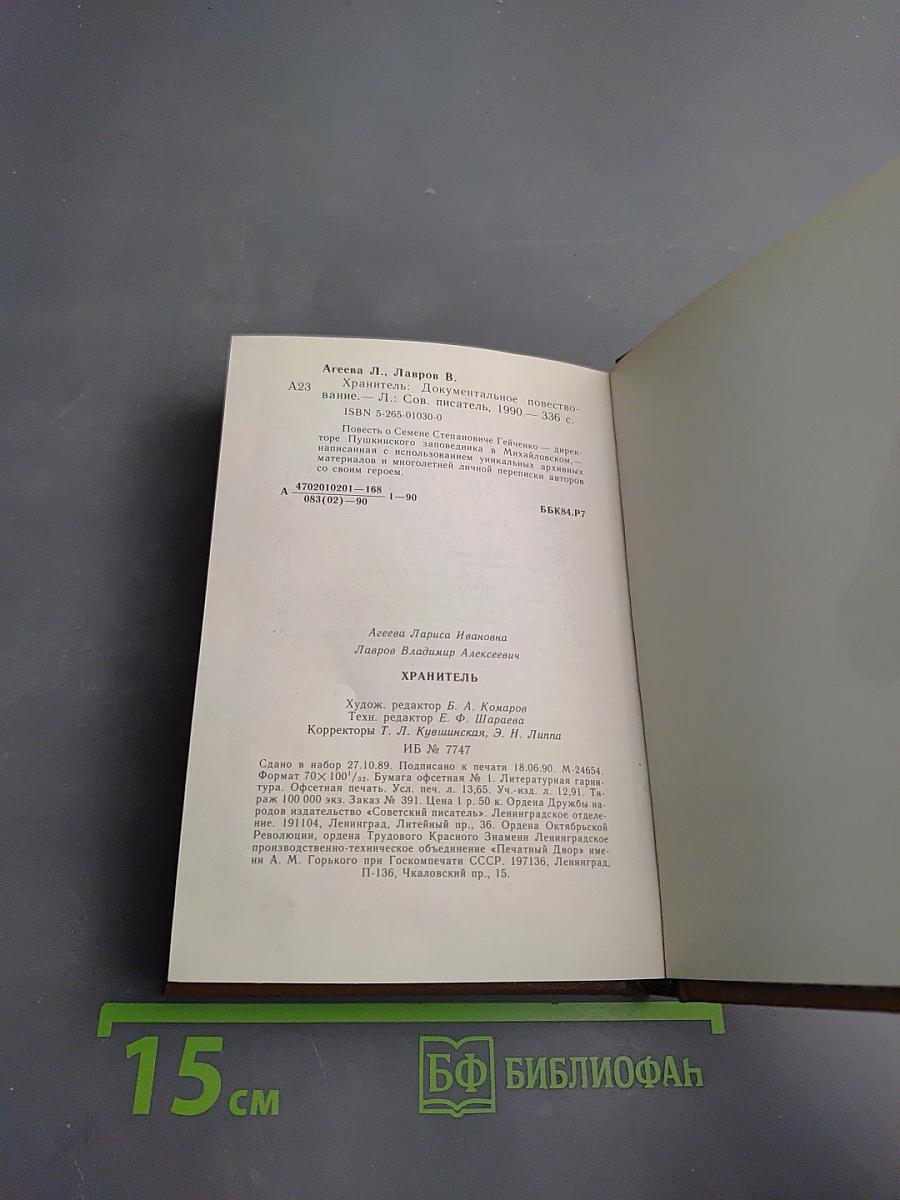 Агеева Л., Лавров В.
А23 Хранитель: Документальное повество-
вание.— Л.: Сов. писатель, 1990.— 336 с.
ISBN 5-265-01030-0
Повесть о Семене Степановиче Гейченко — дирек-
торе Пушкинского заповедника в Михайловском,—
написанная с использованием уникальных архивных
материалов и многолетней личной переписки авторов
со своим героем.
А 4702010201—168 1—90
083(02)—90
ББК84.Р7
Агеева Лариса Ивановна
Лавров Владимир Алексеевич
ХРАНИТЕЛЬ
Худож. редактор Б. А. Комаров
Техн. редактор Е. Ф. Шараева
Корректоры Т. Л. Кувшинская, Э. Н. Липпа
ИБ № 7747
Сдано в набор 27.10.89. Подписано к печати 18.06.90. М-24654.
Формат 70×100¹/₃₂. Бумага офсетная № 1. Литературная гарни-
тура. Офсетная печать. Усл. печ. л. 13,65. Уч.-изд. л. 12,91. Ти-
раж 100 000 экз. Заказ № 391. Цена 1 р. 50 к. Ордена Дружбы на-
родов издательство «Советский писатель». Ленинградское отделе-
ние. 191104, Ленинград, Литейный пр., 36. Ордена Октябрьской
Революции, ордена Трудового Красного Знамени Ленинградское
производственно-техническое объединение «Печатный Двор» име-
ни А. М. Горького при Госкомпечати СССР. 197136, Ленинград,
П-136, Чкаловский пр., 15.
15 см
БФ БИБЛИОФАН